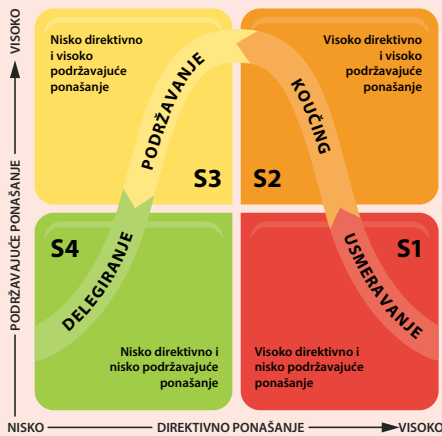 VISOKO
PODRŽAVAJUĆE PONAŠANJE
Nisko direktivno
i visoko
podržavajuće
ponašanje
PODRŽAVANJE
S3
Visoko direktivno
i visoko
podržavajuće
ponašanje
KOUČING
S2
S4
DELEGIRANJE
Nisko direktivno i
nisko podržavajuće
ponašanje
S1
USMERAVANJE
Visoko direktivno i
nisko podržavajuće
ponašanje
NISKO
DIREKTIVNO PONAŠANJE
VISOKO